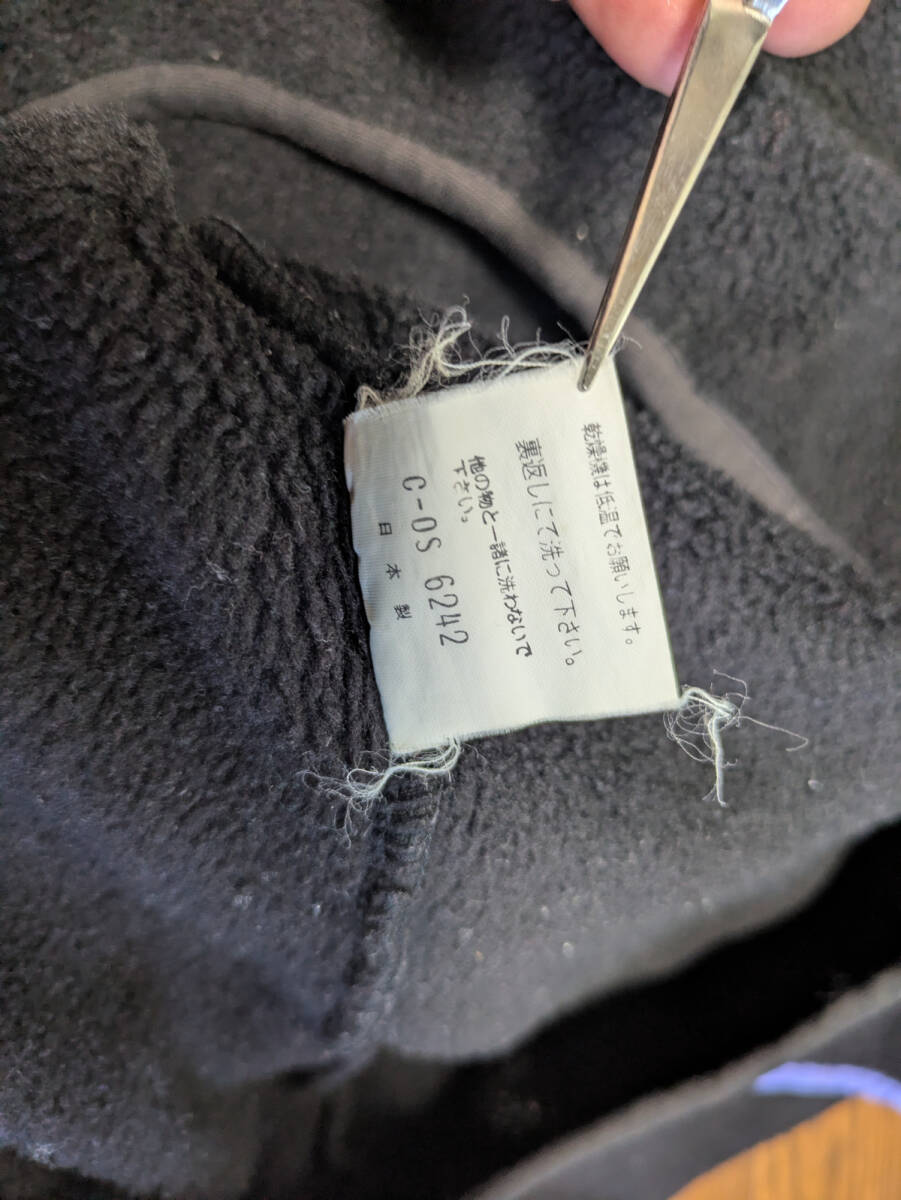 乾燥機は低温でお願いします。
裏返しにて洗って下さい。
他の物と一諸に洗わないで
下さい。
C-OS 6242
日本製